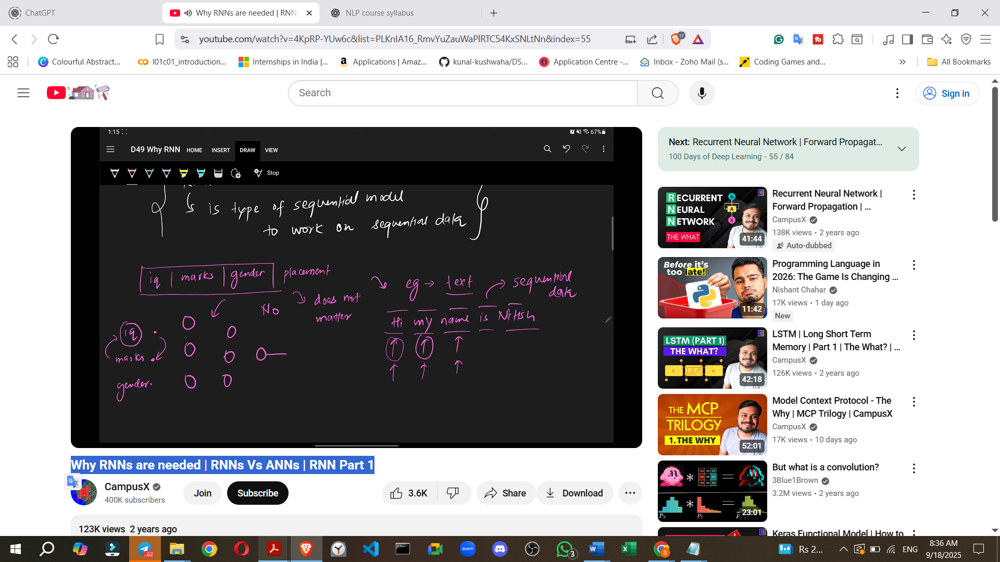 ChatGPT
Why RNNs are needed | RNNs
NLP course syllabus
youtube.com/watch?v=4KpRP-YUw6c&list=PLKnIA16_RmvYuZauWaPlRTC54KxSNLtNn&index=55
17
Colourful Abstract...
l01c01_introduction...
Internships in India |...
Applications | Amaz...
kunal-kushwaha/DS...
Application Centre -...
Inbox - Zoho Mail (s...
Coding Games and...
All Bookmarks
Search
Sign in
1:15
67%
D49 Why RNN HOME INSERT DRAW VIEW
Stop
is type of sequential model
to work on sequential data
iq | marks | gender | placement
does not
matter
No
iq
marks
gender.
eg → text → sequential
data
Hi my name is Nitish
Why RNNs are needed | RNNs Vs ANNs | RNN Part 1
CampusX
400K subscribers
Join
Subscribe
3.6K
Share
Download
123K views 2 years ago
Next: Recurrent Neural Network | Forward Propagat...
100 Days of Deep Learning - 55 / 84
RECURRENT
NEURAL
NETWORK
THE WHAT
41:44
Recurrent Neural Network |
Forward Propagation | ...
CampusX
138K views • 2 years ago
Auto-dubbed
Before it's
too late!
11:42
Programming Language in
2026: The Game Is Changing ...
Nishant Chahar
17K views • 1 day ago
New
LSTM (PART 1)
THE WHAT?
42:18
LSTM | Long Short Term
Memory | Part 1 | The What? | ...
CampusX
126K views • 2 years ago
THE MCP
TRILOGY
1. THE WHY
52:01
Model Context Protocol - The
Why | MCP Trilogy | CampusX
CampusX
17K views • 10 days ago
23:01
But what is a convolution?
3Blue1Brown
3.2M views • 2 years ago
Keras Functional Model | How to
62
zoom
3
Rs 2...
ENG
8:36 AM
9/18/2025